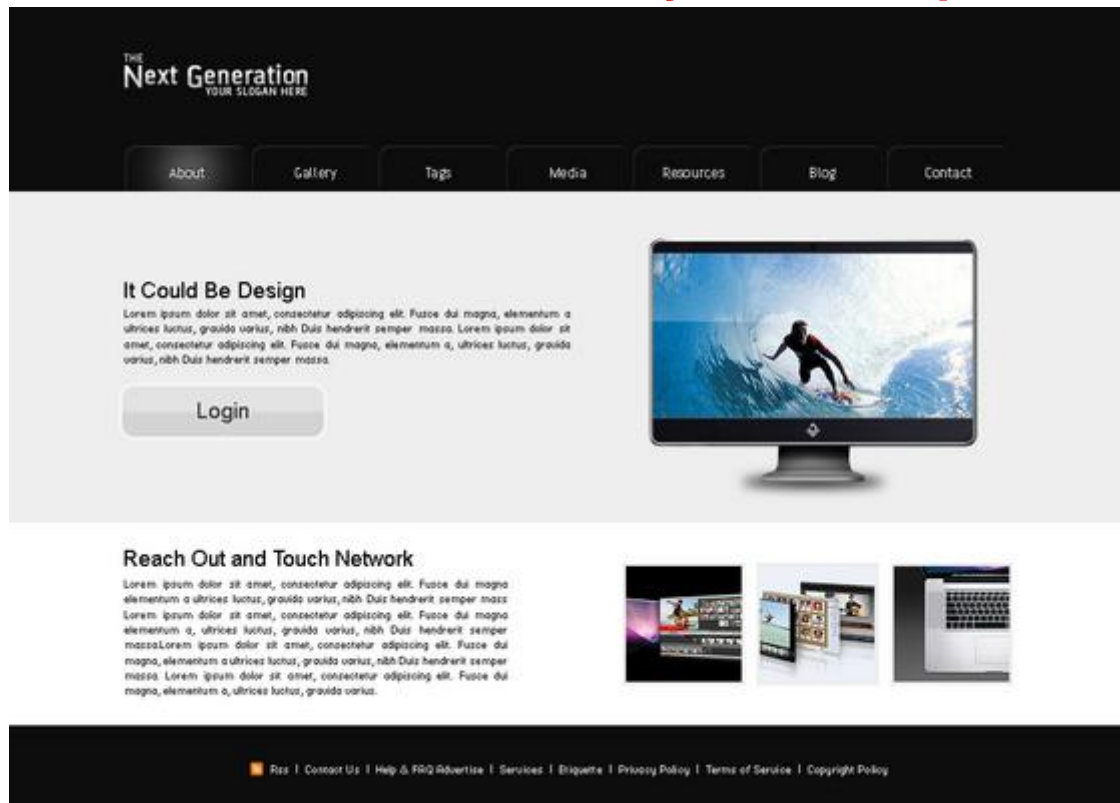 THE
Next Generation
YOUR SLOGAN HERE
About Gallery Tags Media Resources Blog Contact
It Could Be Design
Lorem ipsum dolor sit amet, consectetur adipiscing elit. Fusce dui magna, elementum a
ultrices luctus, gravida varius, nibh Duis hendrerit semper massa. Lorem ipsum dolor sit
amet, consectetur adipiscing elit. Fusce dui magna, elementum a, ultrices luctus, gravida
varius, nibh Duis hendrerit semper massa.
Login
Reach Out and Touch Network
Lorem ipsum dolor sit amet, consectetur adipiscing elit. Fusce dui magna
elementum a ultrices luctus, gravida varius, nibh Duis hendrerit semper mass
Lorem ipsum dolor sit amet, consectetur adipiscing elit. Fusce dui magna
elementum a, ultrices luctus, gravida varius, nibh Duis hendrerit semper
massa.Lorem ipsum dolor sit amet, consectetur adipiscing elit. Fusce dui
magna, elementum a ultrices luctus, gravida varius, nibh Duis hendrerit semper
massa. Lorem ipsum dolor sit amet, consectetur adipiscing elit. Fusce dui
magna, elementum a, ultrices luctus, gravida varius.
Rss | Contact Us | Help & FAQ Advertise | Services | Etiquette | Privacy Policy | Terms of Service | Copyright Policy